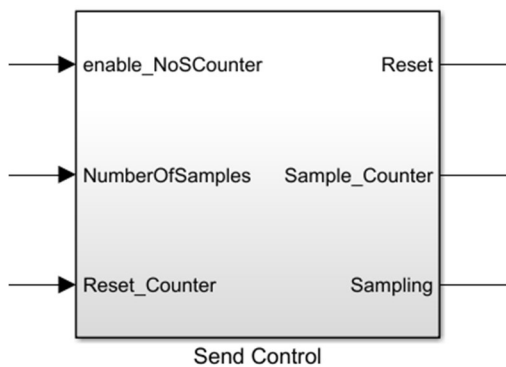 enable_NoSCounter
Reset
NumberOfSamples
Sample_Counter
Reset_Counter
Sampling
Send Control